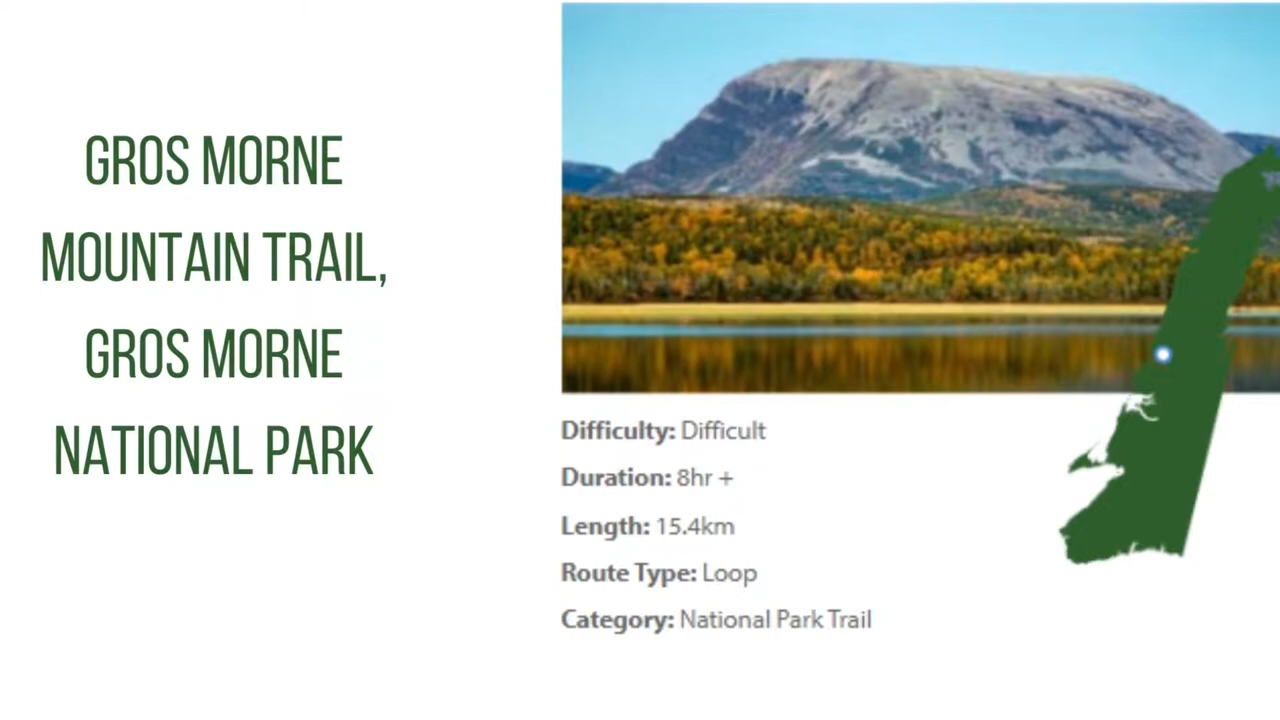 GROS MORNE
MOUNTAIN TRAIL,
GROS MORNE
NATIONAL PARK
Difficulty: Difficult
Duration: 8hr +
Length: 15.4km
Route Type: Loop
Category: National Park Trail